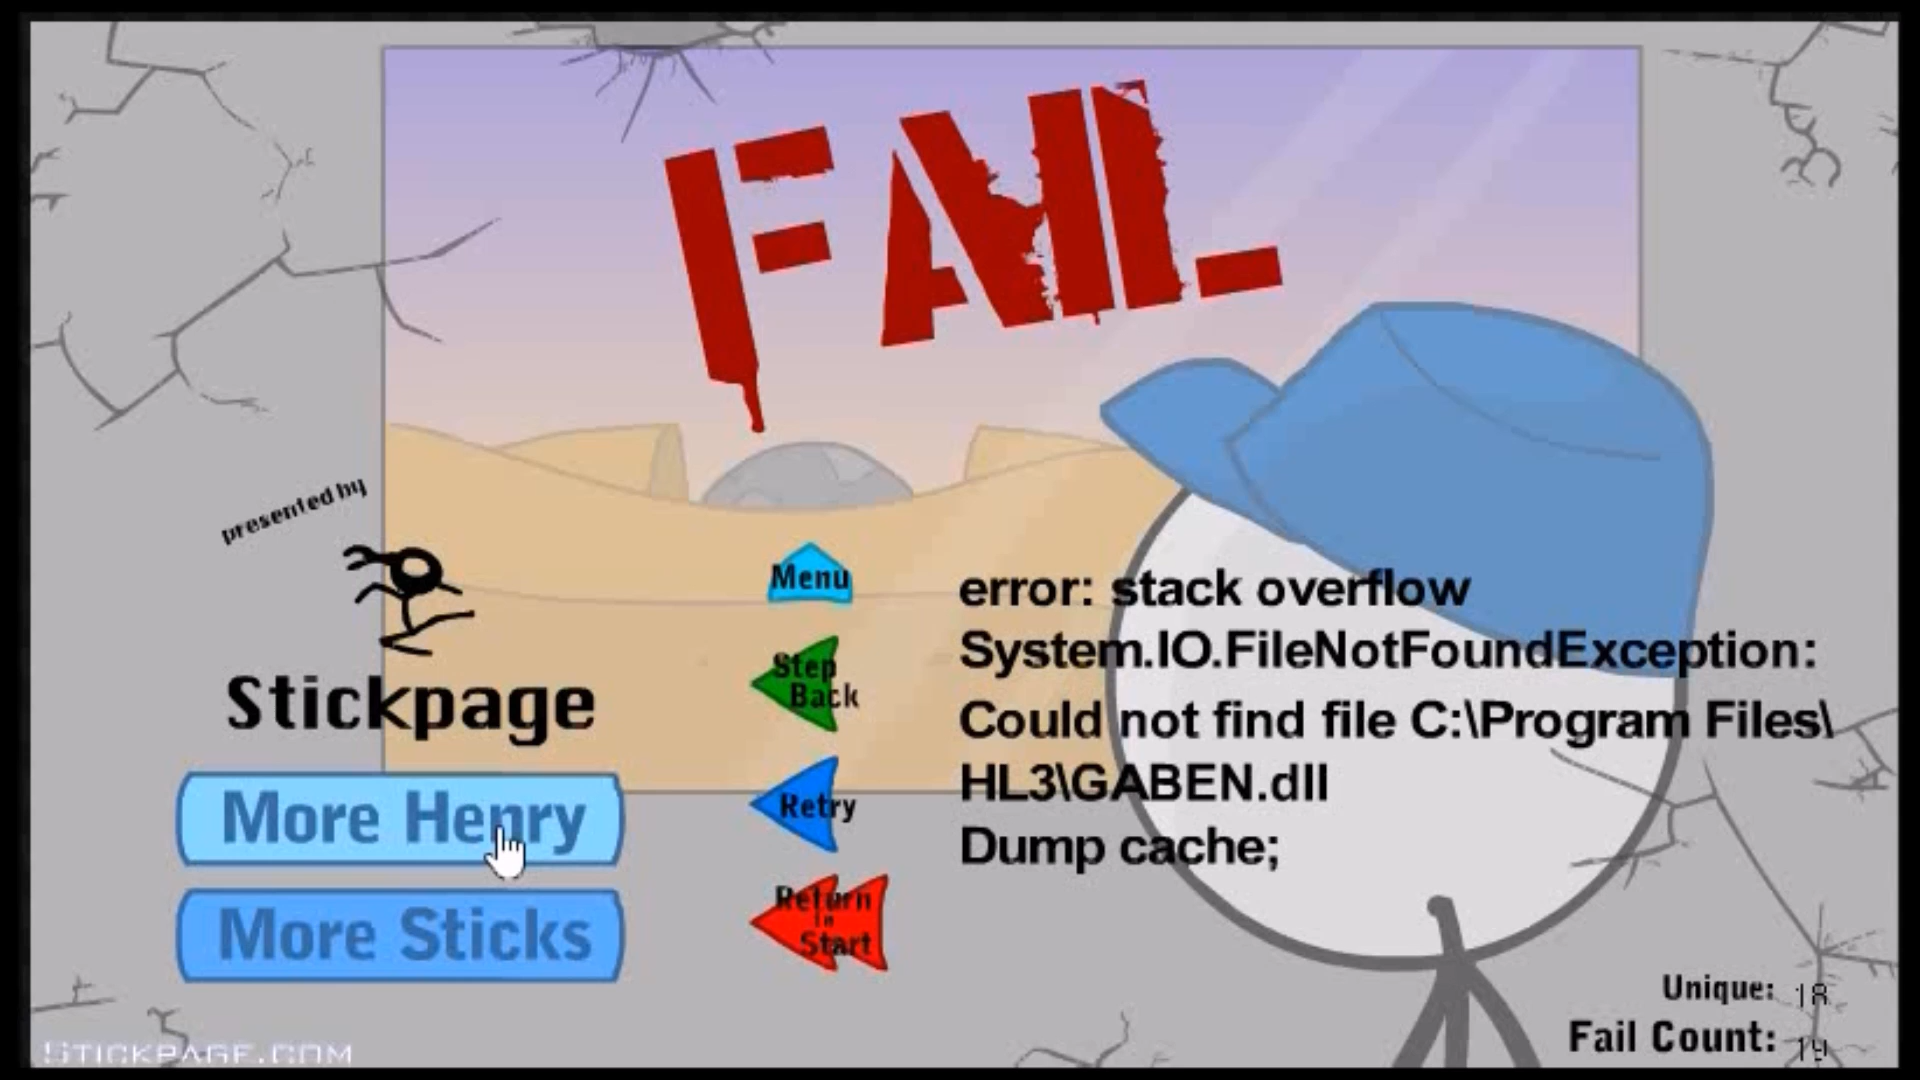 FAIL
presented by
Stickpage
More Henry
More Sticks
Menu
Step
Back
Retry
Return
Start
error: stack overflow
System.IO.FileNotFoundException:
Could not find file C:\Program Files\
HL3\GABEN.dll
Dump cache;
Unique: 18
Fail Count: 19
STICKPAGE.COM